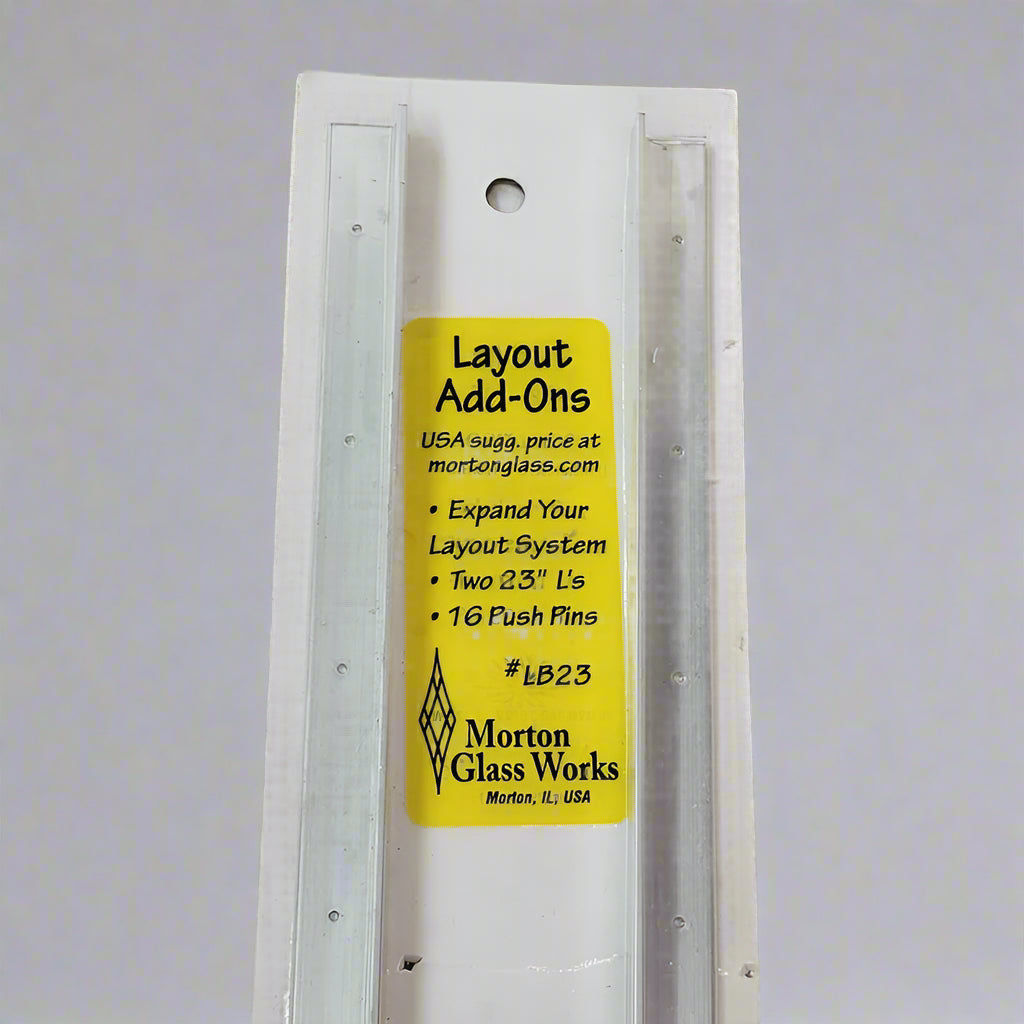 Layout
Add-Ons
USA sugg. price at
mortonglass.com
• Expand Your
Layout System
• Two 23" L's
• 16 Push Pins
#LB23
Morton
Glass Works
Morton, IL, USA